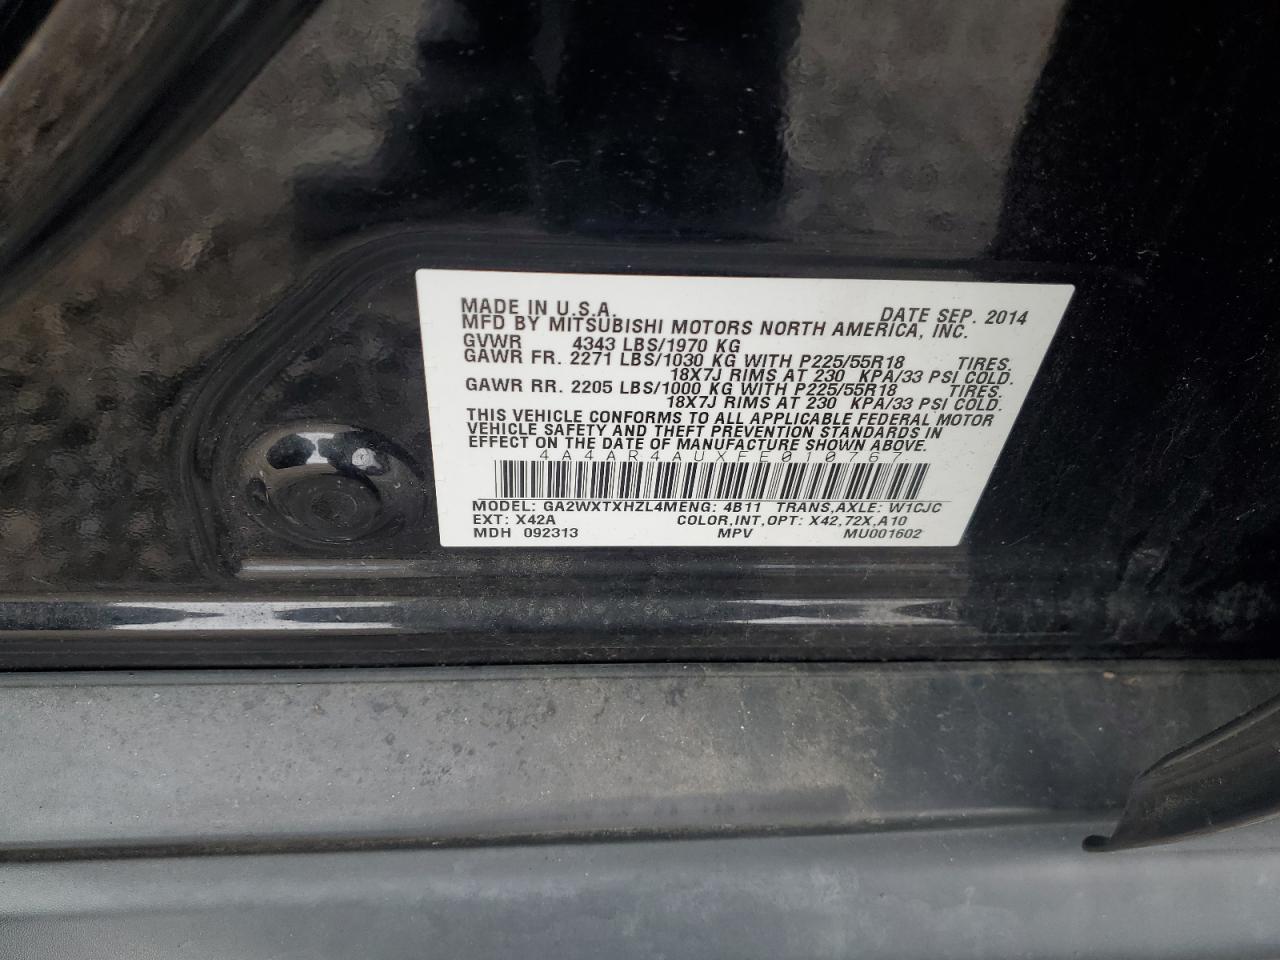 MADE IN U.S.A. DATE SEP. 2014
MFD BY MITSUBISHI MOTORS NORTH AMERICA, INC.
GVWR 4343 LBS/1970 KG
GAWR FR. 2271 LBS/1030 KG WITH P225/55R18 TIRES.
18X7J RIMS AT 230 KPA/33 PSI COLD.
GAWR RR. 2205 LBS/1000 KG WITH P225/55R18 TIRES.
18X7J RIMS AT 230 KPA/33 PSI COLD.
THIS VEHICLE CONFORMS TO ALL APPLICABLE FEDERAL MOTOR
VEHICLE SAFETY AND THEFT PREVENTION STANDARDS IN
EFFECT ON THE DATE OF MANUFACTURE SHOWN ABOVE.
4A4AR4AUXFE010767
MODEL: GA2WXTXHZL4MENG: 4B11 TRANS,AXLE: W1CJC
EXT: X42A COLOR,INT,OPT: X42,72X,A10
MDH 092313 MPV MU001602